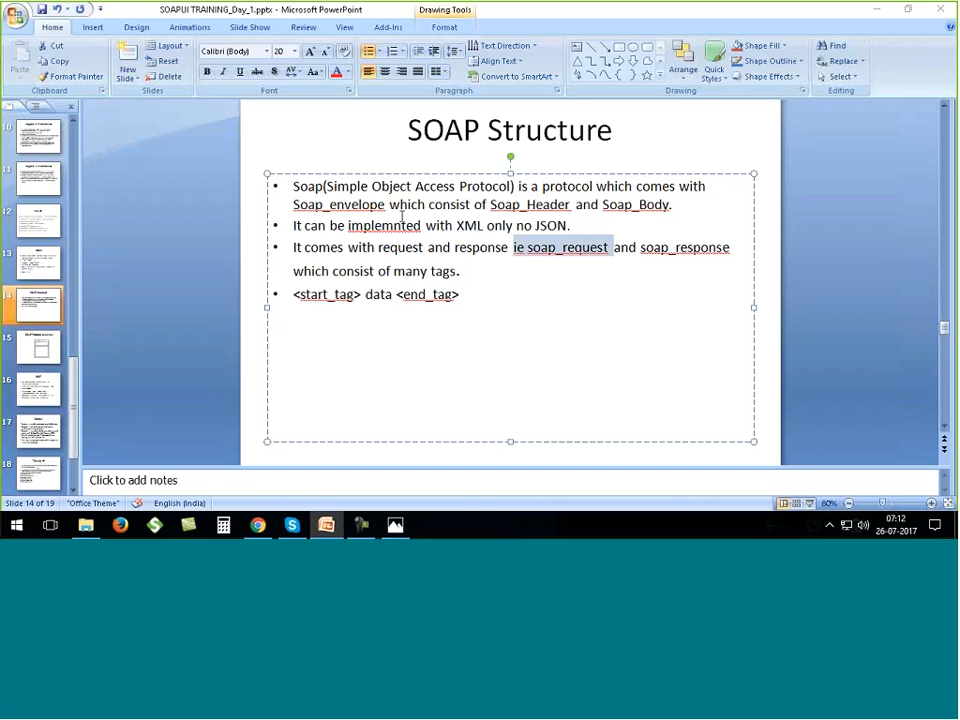 SOAPUI TRAINING_Day_1.pptx - Microsoft PowerPoint
Drawing Tools
Home Insert Design Animations Slide Show Review View Add-Ins Format
Paste
Cut
Copy
Format Painter
Clipboard
New Slide
Layout
Reset
Delete
Slides
Calibri (Body) 20
B I U abe S AV Aa A
Font
Text Direction
Align Text
Convert to SmartArt
Paragraph
Arrange
Quick Styles
Shape Fill
Shape Outline
Shape Effects
Drawing
Find
Replace
Select
Editing
10
11
12
13
14
15
16
17
18
SOAP Structure
• Soap(Simple Object Access Protocol) is a protocol which comes with
Soap_envelope which consist of Soap_Header and Soap_Body.
• It can be implemnted with XML only no JSON.
• It comes with request and response ie soap_request and soap_response
which consist of many tags.
• <start_tag> data <end_tag>
Click to add notes
Slide 14 of 19 "Office Theme" English (India) 80%
07:12
26-07-2017